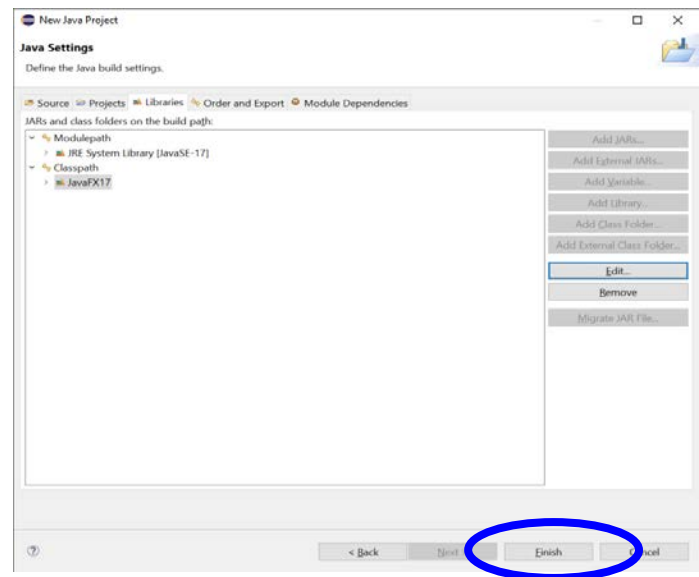 New Java Project
Java Settings
Define the Java build settings.
Source Projects Libraries Order and Export Module Dependencies
JARs and class folders on the build path:
Modulepath
JRE System Library [JavaSE-17]
Classpath
JavaFX17
Add JARs...
Add External JARs...
Add Variable...
Add Library...
Add Class Folder...
Add External Class Folder...
Edit...
Remove
Migrate JAR File...
< Back Next Finish